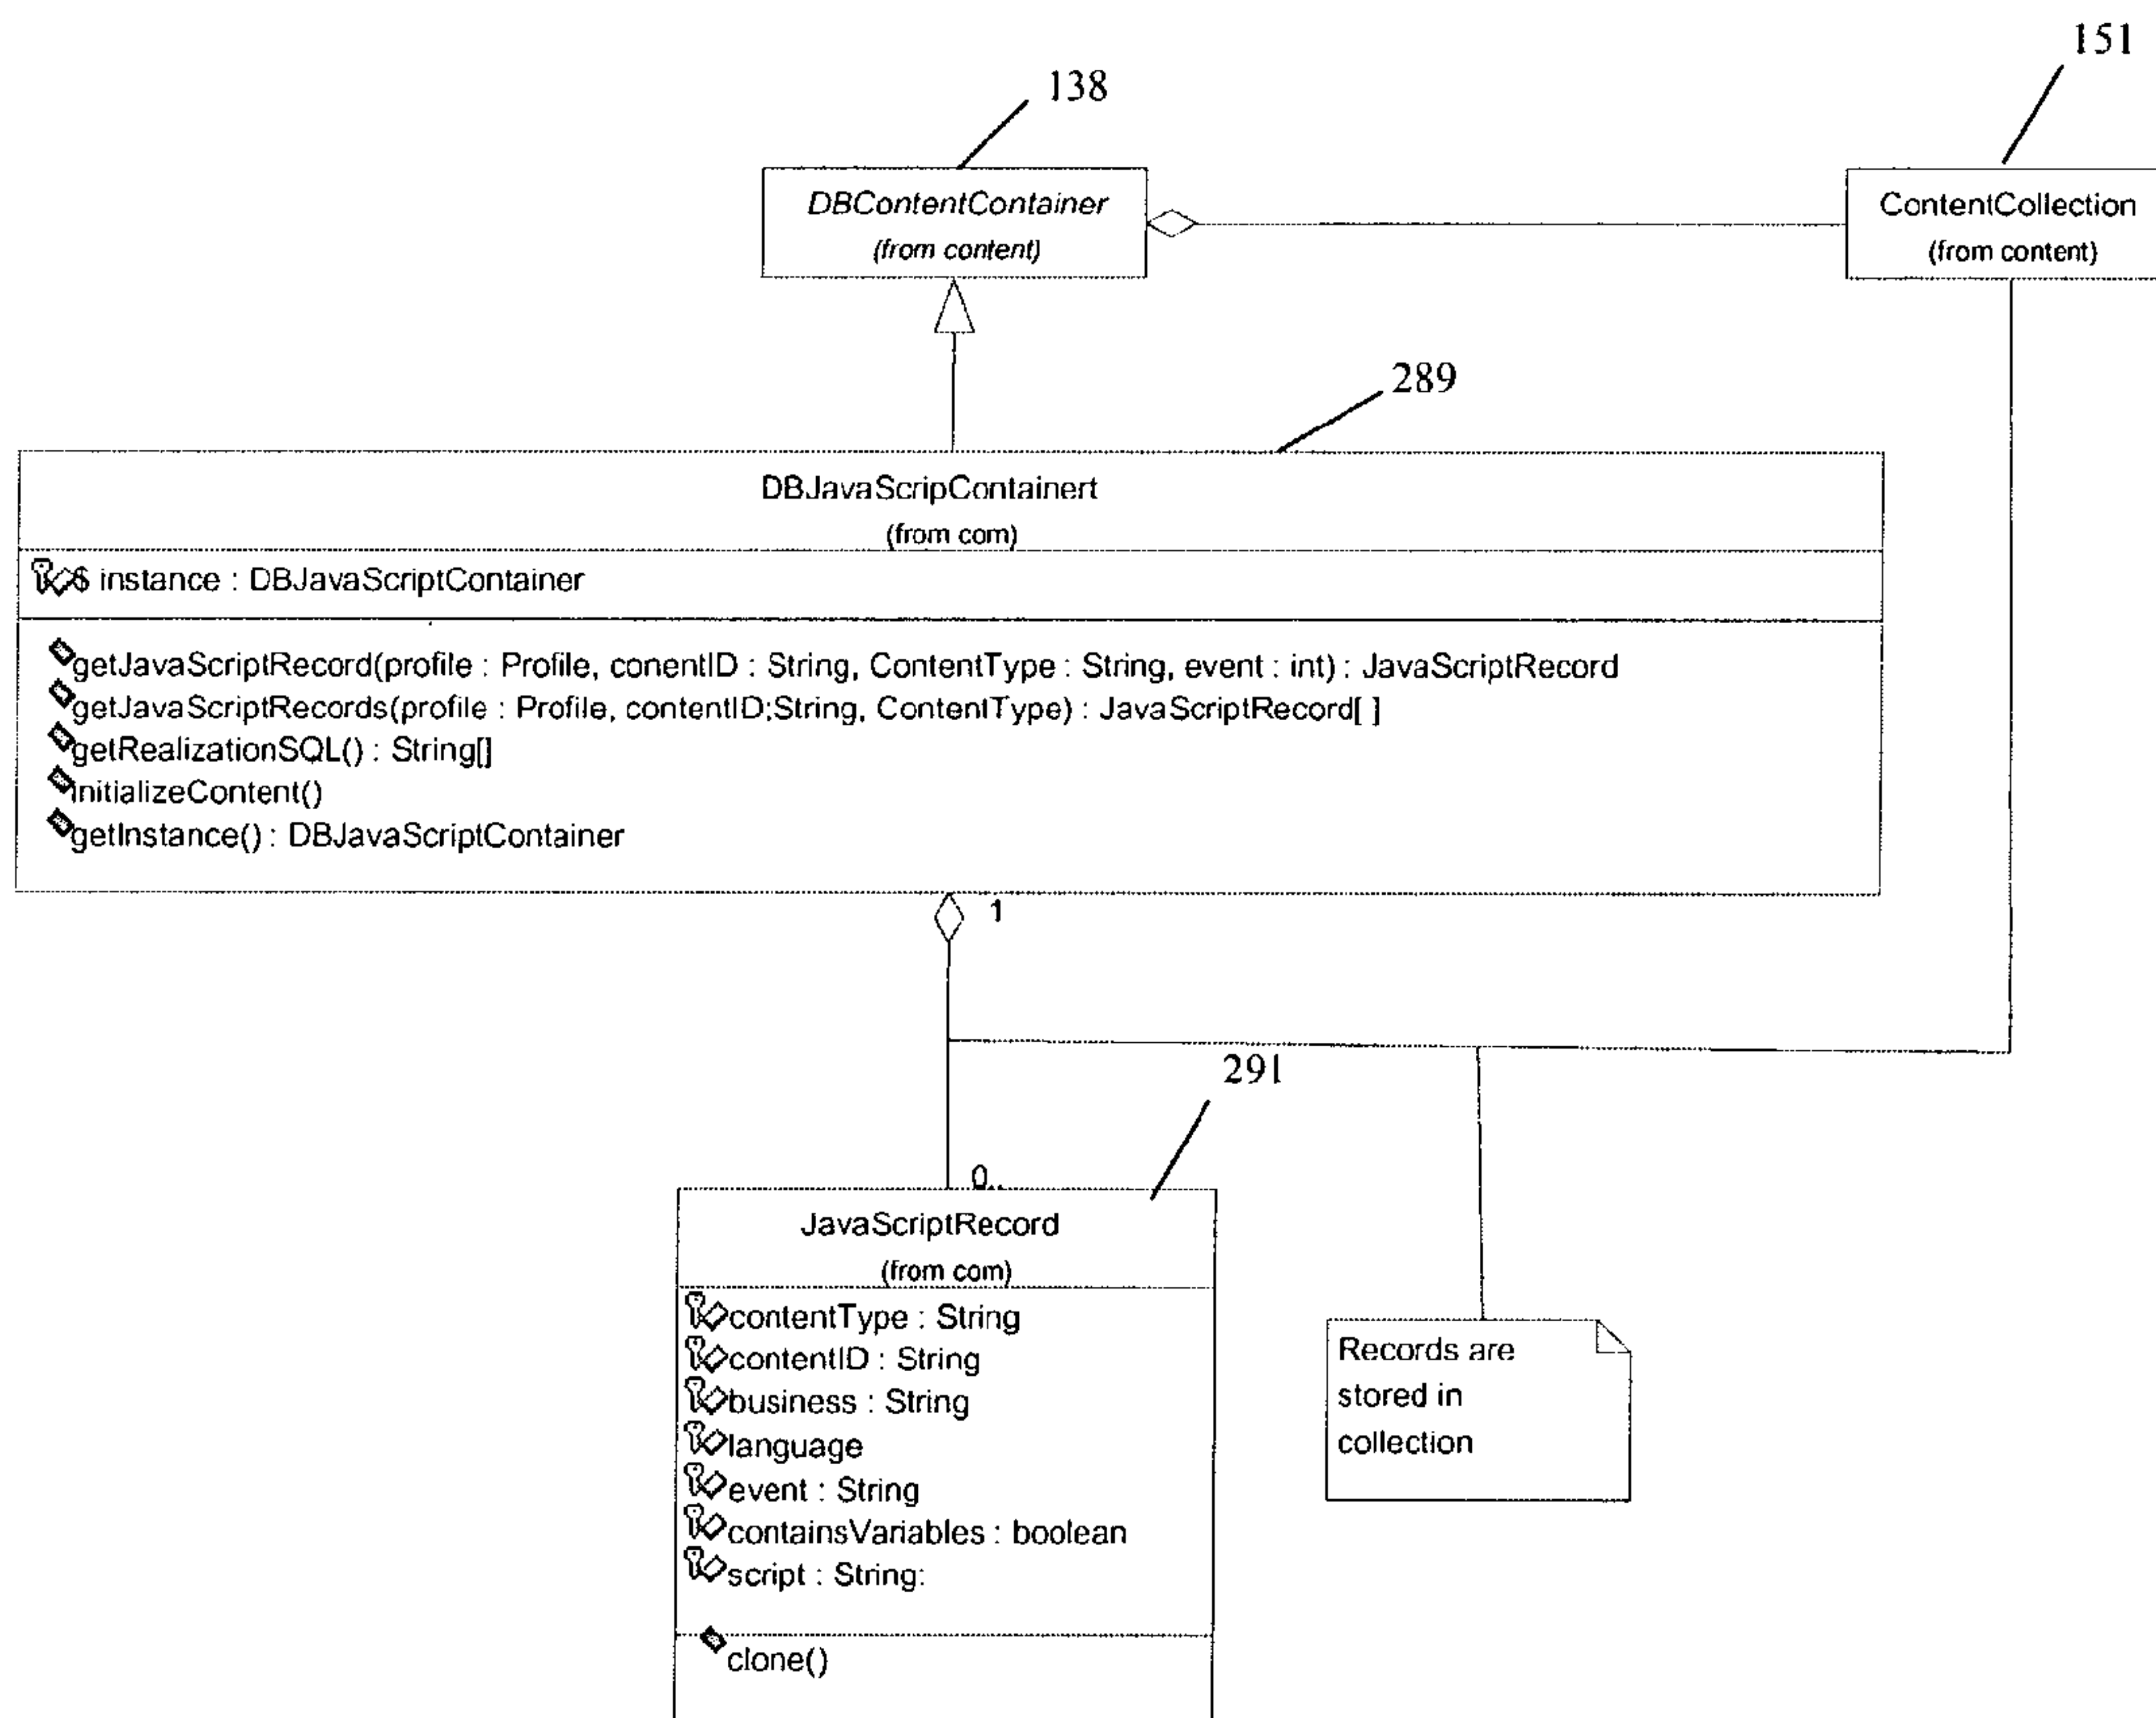 151
138
DBContentContainer
(from content)
ContentCollection
(from content)
289
DBJavaScripContainert
(from com)
$ instance : DBJavaScriptContainer
getJavaScriptRecord(profile : Profile, conentID : String, ContentType : String, event : int) : JavaScriptRecord
getJavaScriptRecords(profile : Profile, contentID;String, ContentType) : JavaScriptRecord[ ]
getRealizationSQL() : String[]
initializeContent()
getInstance() : DBJavaScriptContainer
1
291
0..
JavaScriptRecord
(from com)
contentType : String
contentID : String
business : String
language
event : String
containsVariables : boolean
script : String:
clone()
Records are
stored in
collection